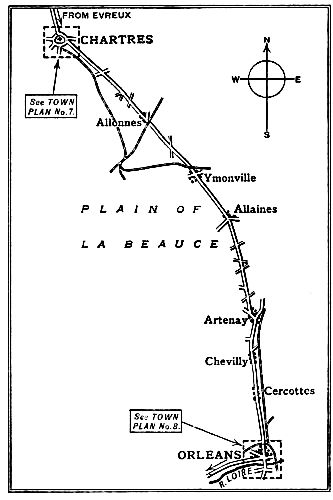 FROM EVREUX
CHARTRES
N
W
E
S
See TOWN
PLAN No.7.
Allonnes
Ymonville
PLAIN OF
Allaines
LA BEAUCE
Artenay
Chevilly
Cercottes
See TOWN
PLAN No.8.
ORLEANS
R. LOIRE